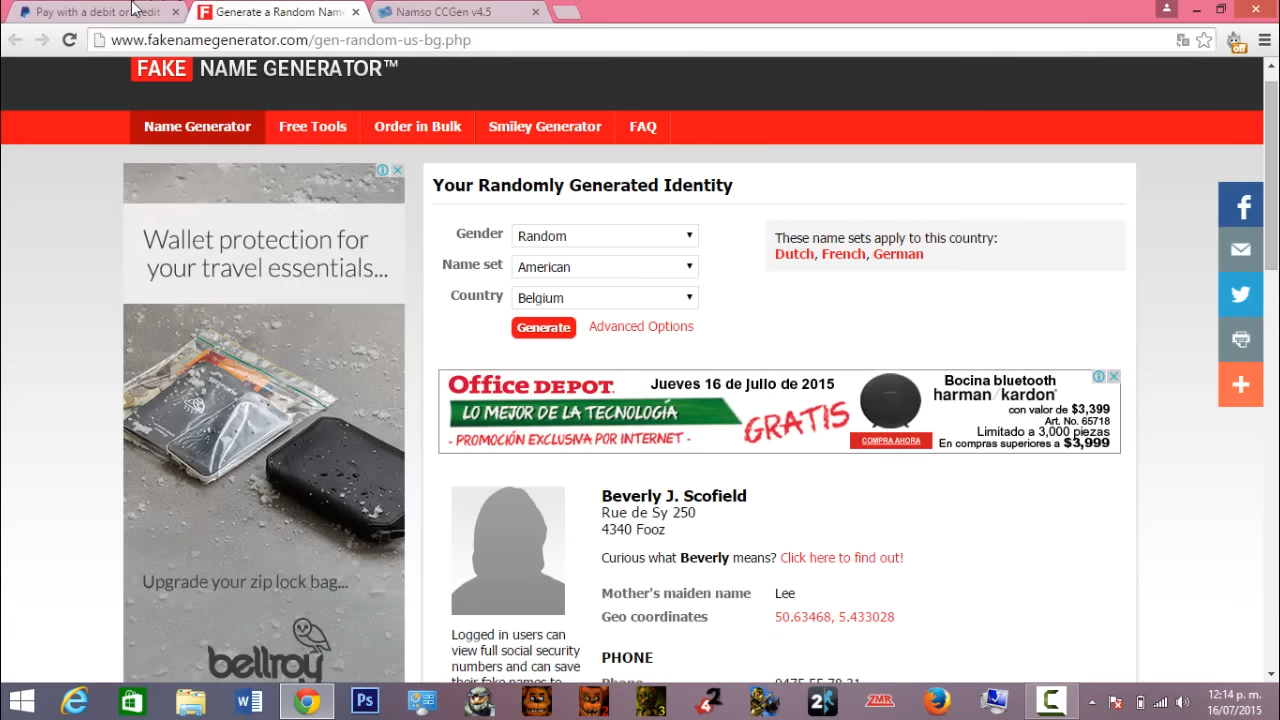 Pay with a debit or credit
Generate a Random Nam
Namso CCGen v4.5
www.fakenamegenerator.com/gen-random-us-bg.php
off
FAKE NAME GENERATOR™
Name Generator
Free Tools
Order in Bulk
Smiley Generator
FAQ
Wallet protection for
your travel essentials...
Upgrade your zip lock bag...
bellroy
Your Randomly Generated Identity
Gender
Random
Name set
American
Country
Belgium
Generate
Advanced Options
These name sets apply to this country:
Dutch, French, German
Office DEPOT.
LO MEJOR DE LA TECNOLOGÍA
- PROMOCIÓN EXCLUSIVA POR INTERNET -
Jueves 16 de julio de 2015
GRATIS
COMPRA AHORA
Bocina bluetooth
harman/kardon
con valor de $3,399
Art. No. 65718
Limitado a 3,000 piezas
En compras superiores a $3,999
Beverly J. Scofield
Rue de Sy 250
4340 Fooz
Curious what Beverly means? Click here to find out!
Mother's maiden name
Lee
Geo coordinates
50.63468, 5.433028
Logged in users can
view full social security
numbers and can save
their fake names to
PHONE
Phone
0475 55 78 31
ZMR
12:14 p. m.
16/07/2015